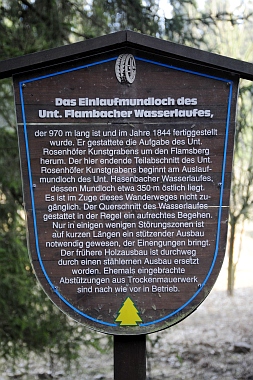 Das Einlaufmundloch des
Unt. Flambacher Wasserlaufes,
der 970 m lang ist und im Jahre 1844 fertiggestellt
wurde. Er gestattete die Aufgabe des Unt.
Rosenhöfer Kunstgrabens um den Flamsberg
herum. Der hier endende Teilabschnitt des Unt.
Rosenhöfer Kunstgrabens beginnt am Auslauf-
mundloch des Unt. Hasenbacher Wasserlaufes,
dessen Mundloch etwa 350 m östlich liegt.
Es ist im Zuge dieses Wanderweges nicht zu-
gänglich. Der Querschnitt des Wasserlaufes
gestattet in der Regel ein aufrechtes Begehen.
Nur in einigen wenigen Störungszonen ist
auf kurzen Längen ein stützender Ausbau
notwendig gewesen, der Einengungen bringt.
Der frühere Holzausbau ist durchweg
durch einen stählernen Ausbau ersetzt
worden. Ehemals eingebrachte
Abstützungen aus Trockenmauerwerk
sind nach wie vor in Betrieb.